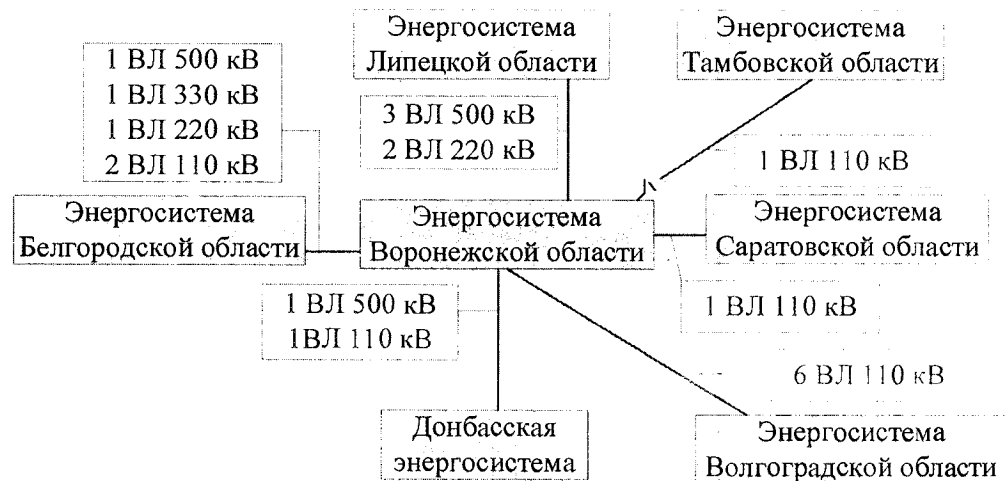 Энергосистема
Липецкой области
Энергосистема
Тамбовской области
1 ВЛ 500 кВ
1 ВЛ 330 кВ
1 ВЛ 220 кВ
2 ВЛ 110 кВ
3 ВЛ 500 кВ
2 ВЛ 220 кВ
1 ВЛ 110 кВ
Энергосистема
Белгородской области
Энергосистема
Воронежской области
Энергосистема
Саратовской области
1 ВЛ 500 кВ
1ВЛ 110 кВ
1 ВЛ 110 кВ
6 ВЛ 110 кВ
Донбасская
энергосистема
Энергосистема
Волгоградской области